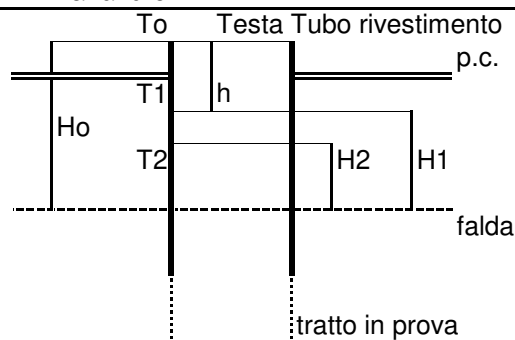 To Testa Tubo rivestimento
p.c.
T1 h
Ho
T2 H2 H1
falda
tratto in prova